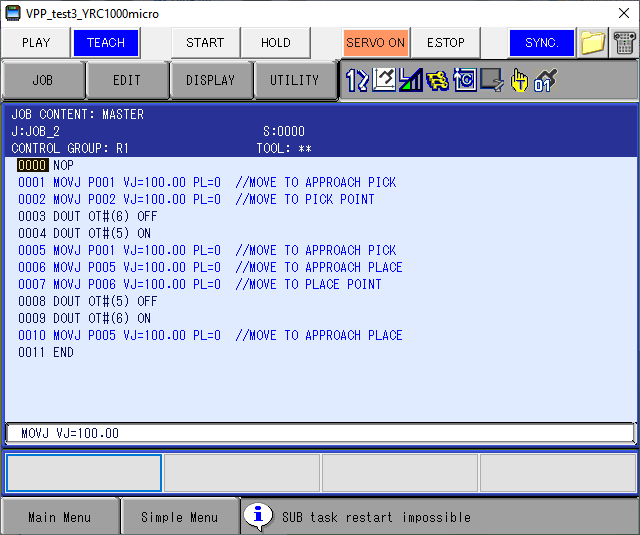 VPP_test3_YRC1000micro
PLAY TEACH START HOLD SERVO ON E.STOP SYNC.
JOB EDIT DISPLAY UTILITY 01
JOB CONTENT: MASTER
J:JOB_2 S:0000
CONTROL GROUP: R1 TOOL: **
0000 NOP
0001 MOVJ P001 VJ=100.00 PL=0 //MOVE TO APPROACH PICK
0002 MOVJ P002 VJ=100.00 PL=0 //MOVE TO PICK POINT
0003 DOUT OT#(6) OFF
0004 DOUT OT#(5) ON
0005 MOVJ P001 VJ=100.00 PL=0 //MOVE TO APPROACH PICK
0006 MOVJ P005 VJ=100.00 PL=0 //MOVE TO APPROACH PLACE
0007 MOVJ P006 VJ=100.00 PL=0 //MOVE TO PLACE POINT
0008 DOUT OT#(5) OFF
0009 DOUT OT#(6) ON
0010 MOVJ P005 VJ=100.00 PL=0 //MOVE TO APPROACH PLACE
0011 END
MOVJ VJ=100.00
Main Menu Simple Menu SUB task restart impossible